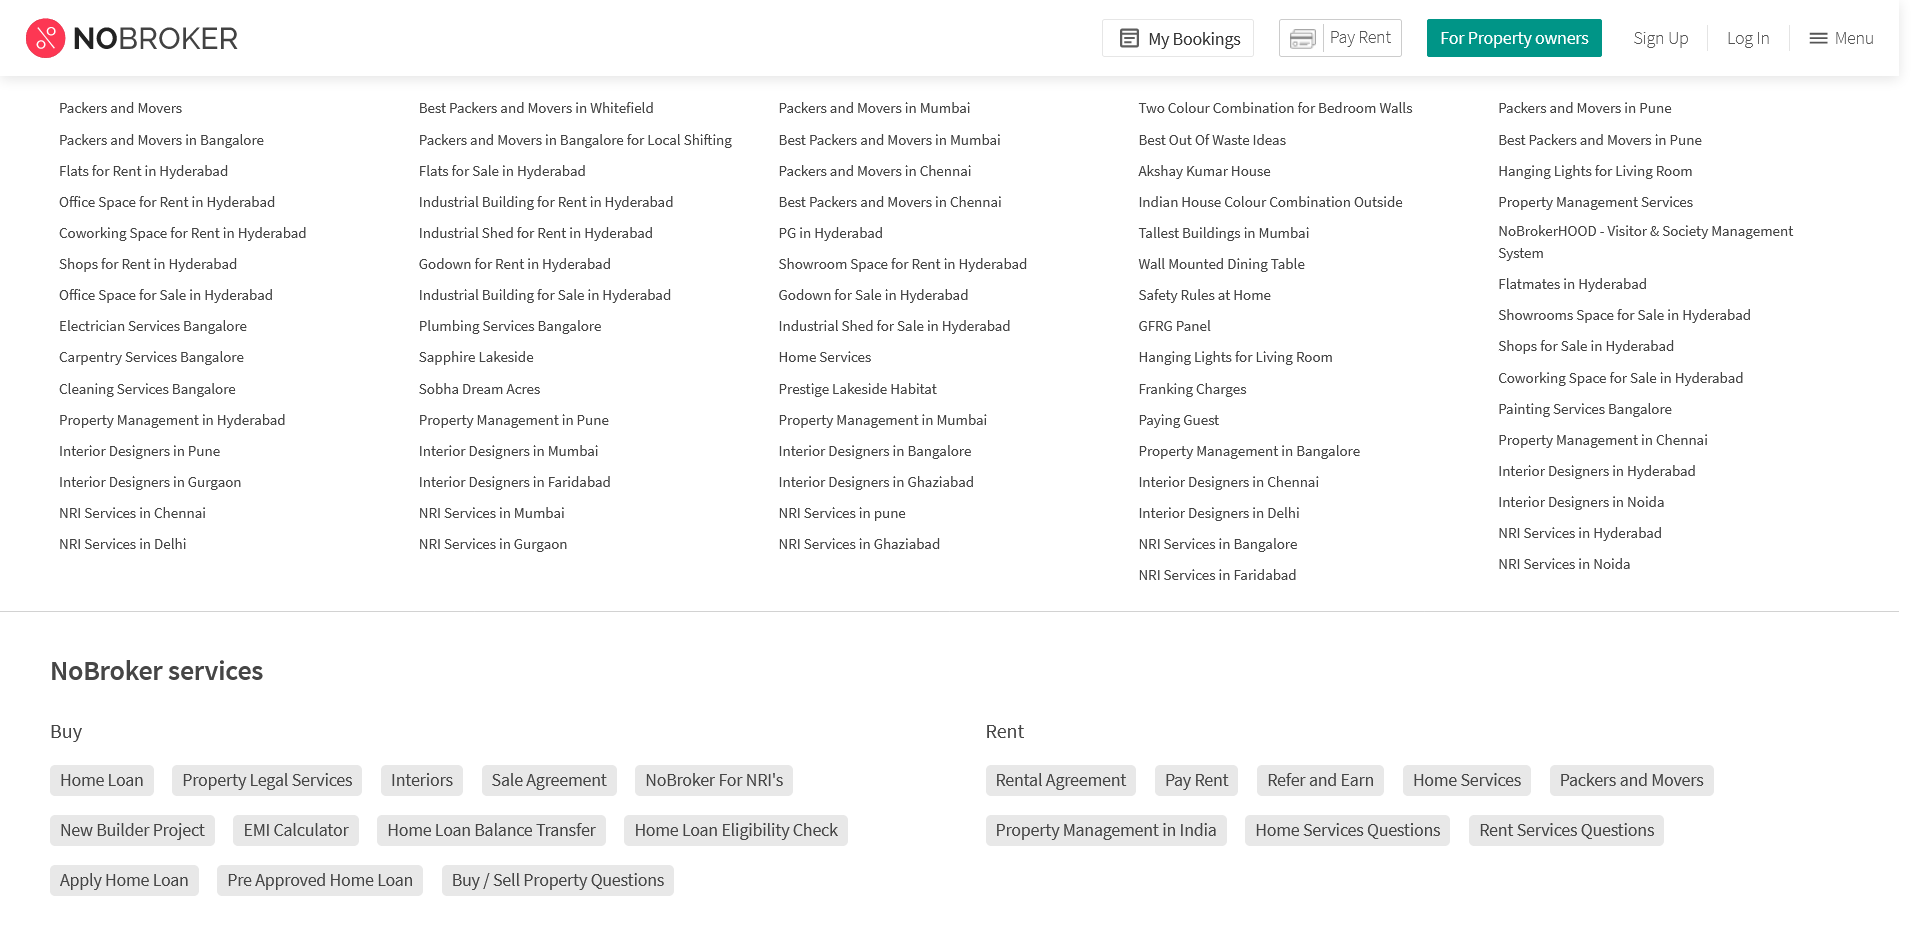 NOBROKER
My Bookings
Pay Rent
For Property owners
Sign Up
Log In
Menu
Packers and Movers
Packers and Movers in Bangalore
Flats for Rent in Hyderabad
Office Space for Rent in Hyderabad
Coworking Space for Rent in Hyderabad
Shops for Rent in Hyderabad
Office Space for Sale in Hyderabad
Electrician Services Bangalore
Carpentry Services Bangalore
Cleaning Services Bangalore
Property Management in Hyderabad
Interior Designers in Pune
Interior Designers in Gurgaon
NRI Services in Chennai
NRI Services in Delhi
Best Packers and Movers in Whitefield
Packers and Movers in Bangalore for Local Shifting
Flats for Sale in Hyderabad
Industrial Building for Rent in Hyderabad
Industrial Shed for Rent in Hyderabad
Godown for Rent in Hyderabad
Industrial Building for Sale in Hyderabad
Plumbing Services Bangalore
Sapphire Lakeside
Sobha Dream Acres
Property Management in Pune
Interior Designers in Mumbai
Interior Designers in Faridabad
NRI Services in Mumbai
NRI Services in Gurgaon
Packers and Movers in Mumbai
Best Packers and Movers in Mumbai
Packers and Movers in Chennai
Best Packers and Movers in Chennai
PG in Hyderabad
Showroom Space for Rent in Hyderabad
Godown for Sale in Hyderabad
Industrial Shed for Sale in Hyderabad
Home Services
Prestige Lakeside Habitat
Property Management in Mumbai
Interior Designers in Bangalore
Interior Designers in Ghaziabad
NRI Services in pune
NRI Services in Ghaziabad
Two Colour Combination for Bedroom Walls
Best Out Of Waste Ideas
Akshay Kumar House
Indian House Colour Combination Outside
Tallest Buildings in Mumbai
Wall Mounted Dining Table
Safety Rules at Home
GFRG Panel
Hanging Lights for Living Room
Franking Charges
Paying Guest
Property Management in Bangalore
Interior Designers in Chennai
Interior Designers in Delhi
NRI Services in Bangalore
NRI Services in Faridabad
Packers and Movers in Pune
Best Packers and Movers in Pune
Hanging Lights for Living Room
Property Management Services
NoBrokerHOOD - Visitor & Society Management
System
Flatmates in Hyderabad
Showrooms Space for Sale in Hyderabad
Shops for Sale in Hyderabad
Coworking Space for Sale in Hyderabad
Painting Services Bangalore
Property Management in Chennai
Interior Designers in Hyderabad
Interior Designers in Noida
NRI Services in Hyderabad
NRI Services in Noida
NoBroker services
Buy
Home Loan
Property Legal Services
Interiors
Sale Agreement
NoBroker For NRI's
New Builder Project
EMI Calculator
Home Loan Balance Transfer
Home Loan Eligibility Check
Apply Home Loan
Pre Approved Home Loan
Buy / Sell Property Questions
Rent
Rental Agreement
Pay Rent
Refer and Earn
Home Services
Packers and Movers
Property Management in India
Home Services Questions
Rent Services Questions